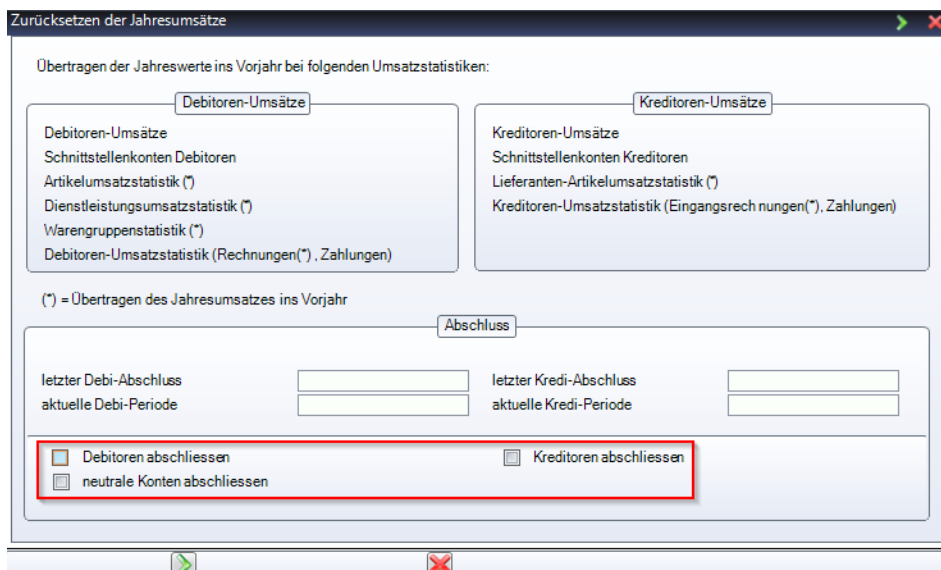 Zurücksetzen der Jahresumsätze
Übertragen der Jahreswerte ins Vorjahr bei folgenden Umsatzstatistiken:
Debitoren-Umsätze
Debitoren-Umsätze
Schnittstellenkonten Debitoren
Artikelumsatzstatistik (*)
Dienstleistungsumsatzstatistik (*)
Warengruppenstatistik (*)
Debitoren-Umsatzstatistik (Rechnungen(*) , Zahlungen)
Kreditoren-Umsätze
Kreditoren-Umsätze
Schnittstellenkonten Kreditoren
Lieferanten-Artikelumsatzstatistik (*)
Kreditoren-Umsatzstatistik (Eingangsrech nungen(*), Zahlungen)
(*) = Übertragen des Jahresumsatzes ins Vorjahr
Abschluss
letzter Debi-Abschluss
aktuelle Debi-Periode
letzter Kredi-Abschluss
aktuelle Kredi-Periode
Debitoren abschliessen
Kreditoren abschliessen
neutrale Konten abschliessen